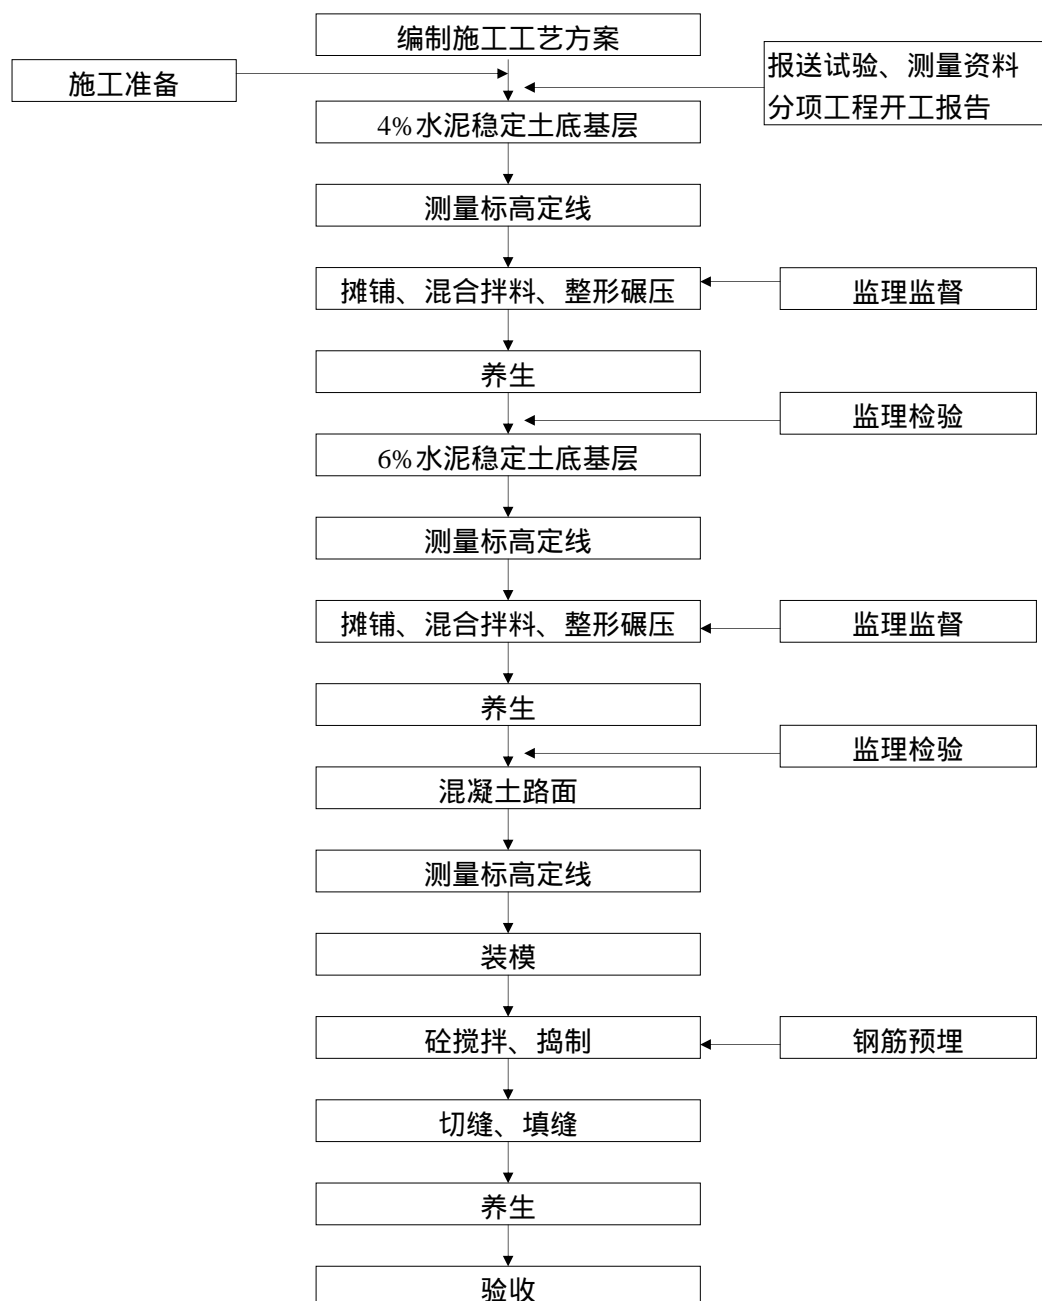 编制施工工艺方案
施工准备
报送试验、测量资料
分项工程开工报告
4%水泥稳定土底基层
测量标高定线
摊铺、混合拌料、整形碾压
监理监督
养生
监理检验
6%水泥稳定土底基层
测量标高定线
摊铺、混合拌料、整形碾压
监理监督
养生
监理检验
混凝土路面
测量标高定线
装模
砼搅拌、捣制
钢筋预埋
切缝、填缝
养生
验收